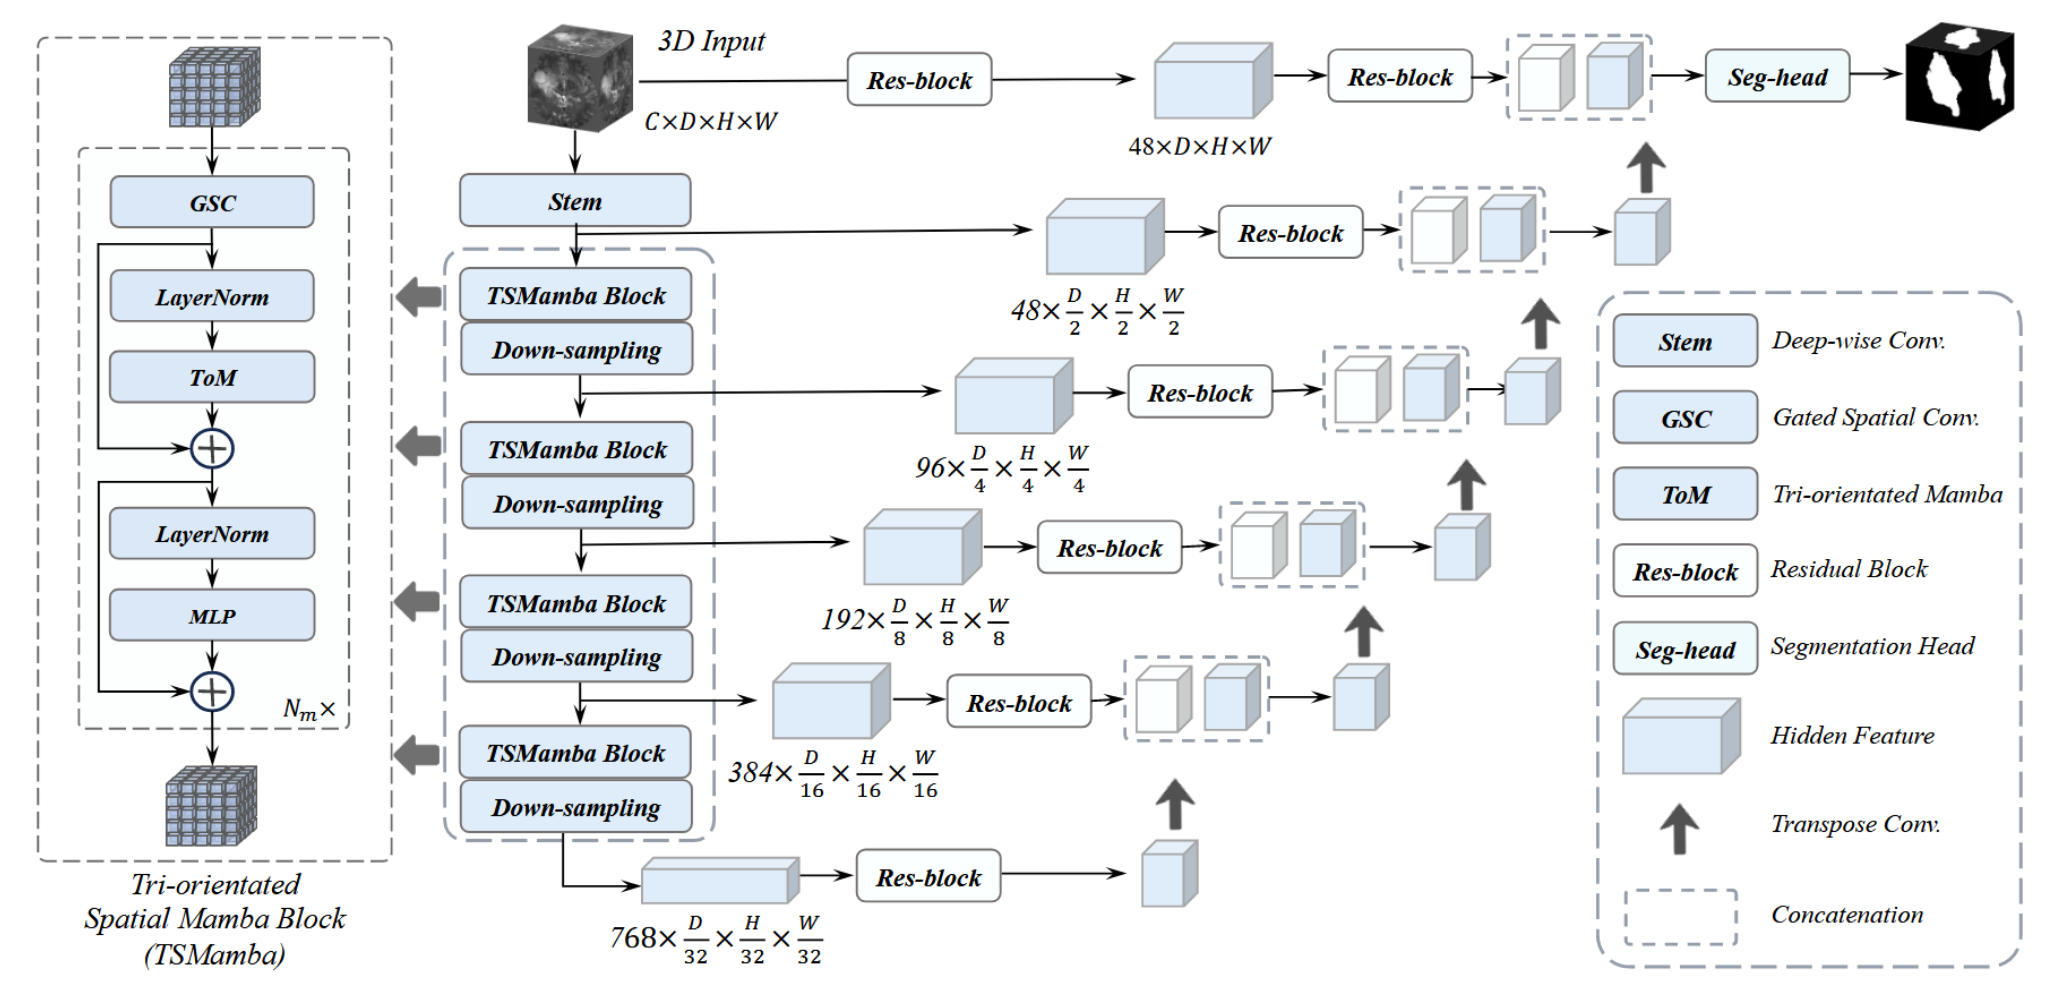 3D Input
C×D×H×W
Res-block
48×D×H×W
Res-block
Seg-head
GSC
LayerNorm
ToM
LayerNorm
MLP
N_m×
Tri-orientated
Spatial Mamba Block
(TSMamba)
Stem
TSMamba Block
Down-sampling
TSMamba Block
Down-sampling
TSMamba Block
Down-sampling
TSMamba Block
Down-sampling
48×D/2×H/2×W/2
Res-block
96×D/4×H/4×W/4
Res-block
192×D/8×H/8×W/8
Res-block
384×D/16×H/16×W/16
Res-block
768×D/32×H/32×W/32
Res-block
Stem Deep-wise Conv.
GSC Gated Spatial Conv.
ToM Tri-orientated Mamba
Res-block Residual Block
Seg-head Segmentation Head
Hidden Feature
Transpose Conv.
Concatenation